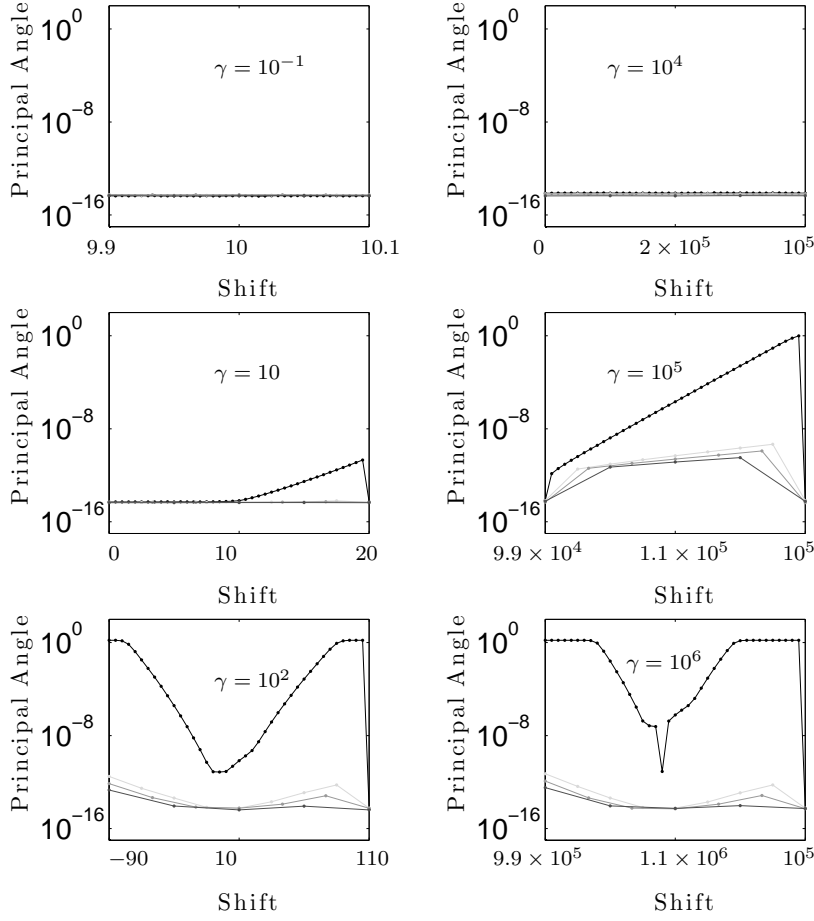 Principal Angle
10^0
10^−8
10^−16
γ = 10^−1
9.9 10 10.1
Shift
Principal Angle
10^0
10^−8
10^−16
γ = 10^4
0 2 × 10^5 10^5
Shift
Principal Angle
10^0
10^−8
10^−16
γ = 10
0 10 20
Shift
Principal Angle
10^0
10^−8
10^−16
γ = 10^5
9.9 × 10^4 1.1 × 10^5 10^5
Shift
Principal Angle
10^0
10^−8
10^−16
γ = 10^2
−90 10 110
Shift
Principal Angle
10^0
10^−8
10^−16
γ = 10^6
9.9 × 10^5 1.1 × 10^6 10^5
Shift